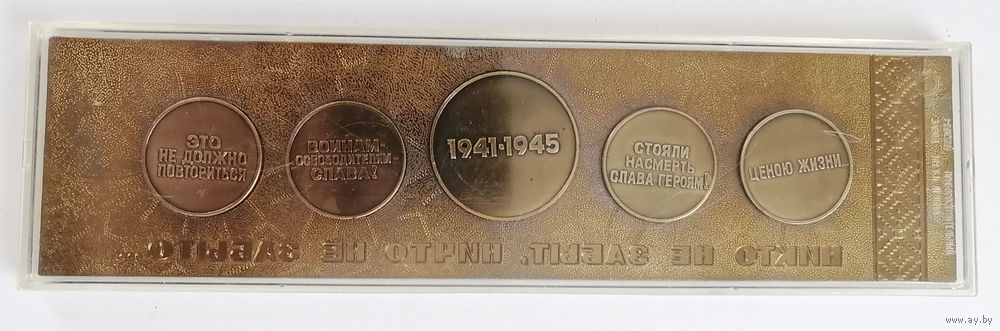 ЭТО
НЕ ДОЛЖНО
ПОВТОРИТЬСЯ
ВОИНАМ-
ОСВОБОДИТЕЛЯМ-
СЛАВА!
1941·1945
СТОЯЛИ
НАСМЕРТЬ
СЛАВА ГЕРОЯМ!
ЦЕНОЮ ЖИЗНИ...
НИКТО НЕ ЗАБЫТ, НИЧТО НЕ ЗАБЫТО...
www.ay.by